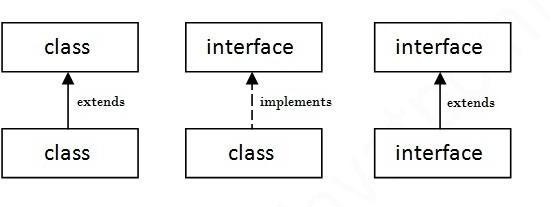 class interface interface
extends implements extends
class class interface